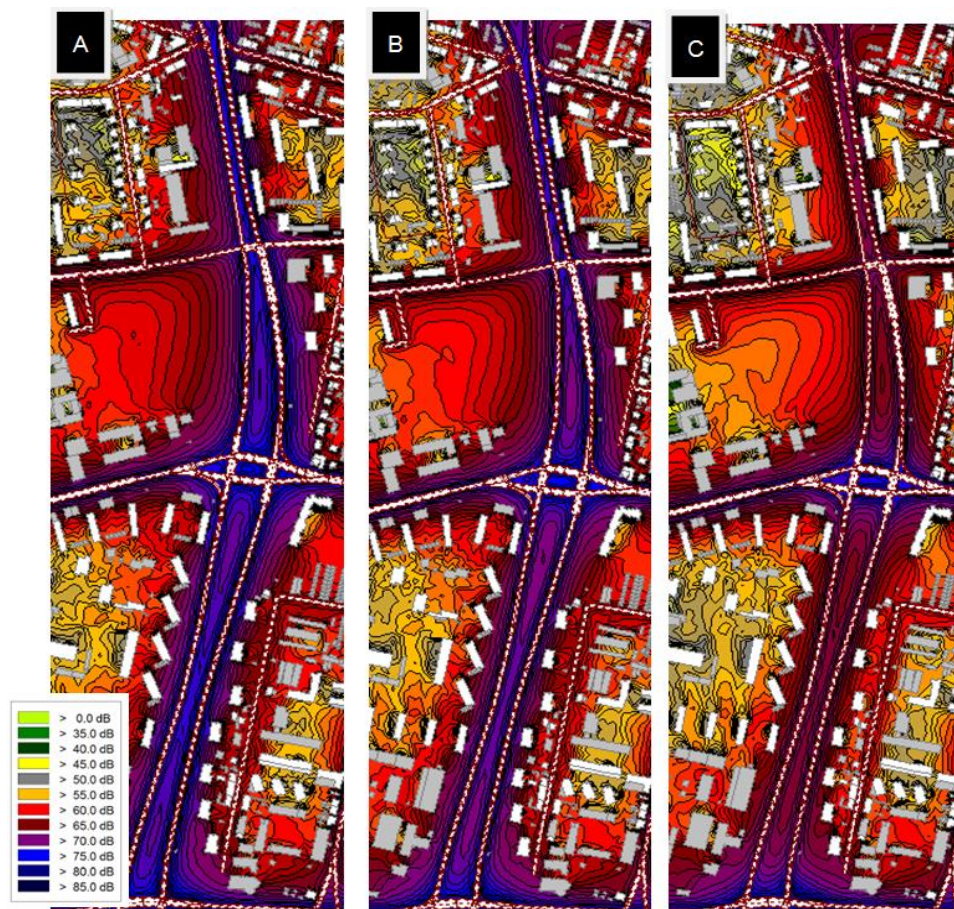 A
B
C
> 0.0 dB
> 35.0 dB
> 40.0 dB
> 45.0 dB
> 50.0 dB
> 55.0 dB
> 60.0 dB
> 65.0 dB
> 70.0 dB
> 75.0 dB
> 80.0 dB
> 85.0 dB